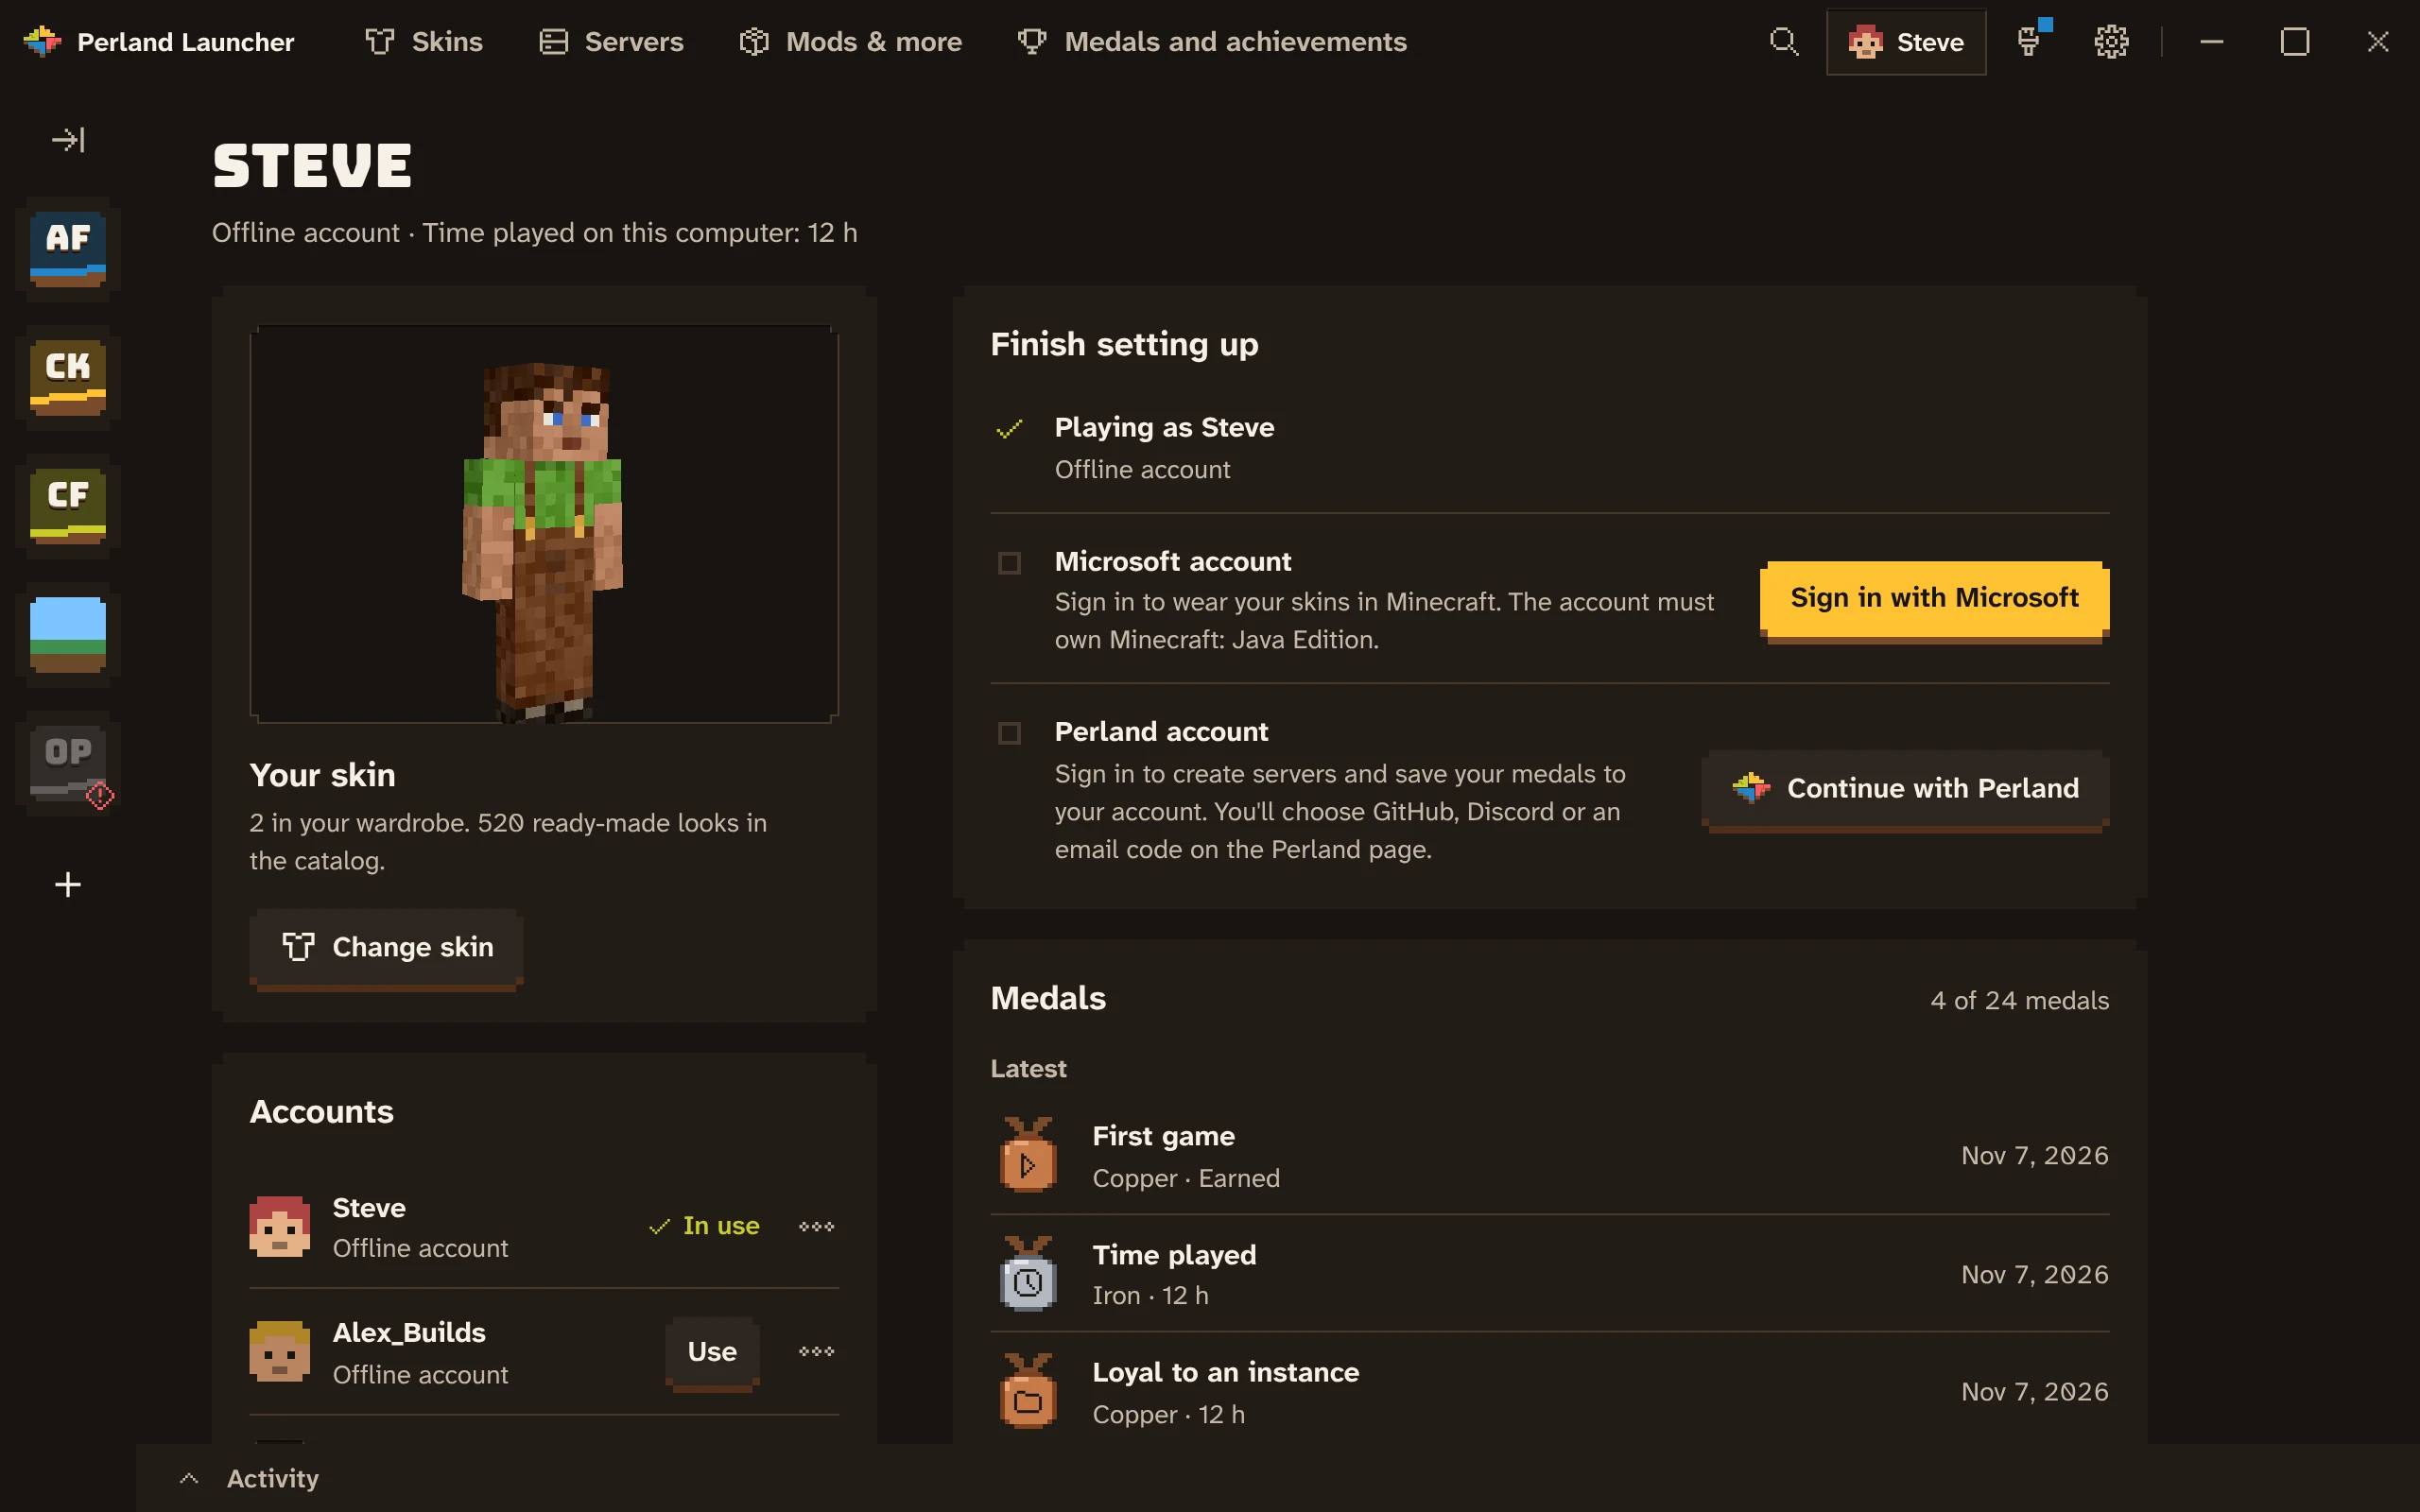 Perland Launcher
Skins
Servers
Mods & more
Medals and achievements
Steve
AF
CK
CF
OP
STEVE
Offline account · Time played on this computer: 12 h
Your skin
2 in your wardrobe. 520 ready-made looks in
the catalog.
Change skin
Accounts
Steve
Offline account
In use
Alex_Builds
Offline account
Use
Finish setting up
Playing as Steve
Offline account
Microsoft account
Sign in to wear your skins in Minecraft. The account must
own Minecraft: Java Edition.
Sign in with Microsoft
Perland account
Sign in to create servers and save your medals to
your account. You'll choose GitHub, Discord or an
email code on the Perland page.
Continue with Perland
Medals
4 of 24 medals
Latest
First game
Copper · Earned
Nov 7, 2026
Time played
Iron · 12 h
Nov 7, 2026
Loyal to an instance
Copper · 12 h
Nov 7, 2026
Activity